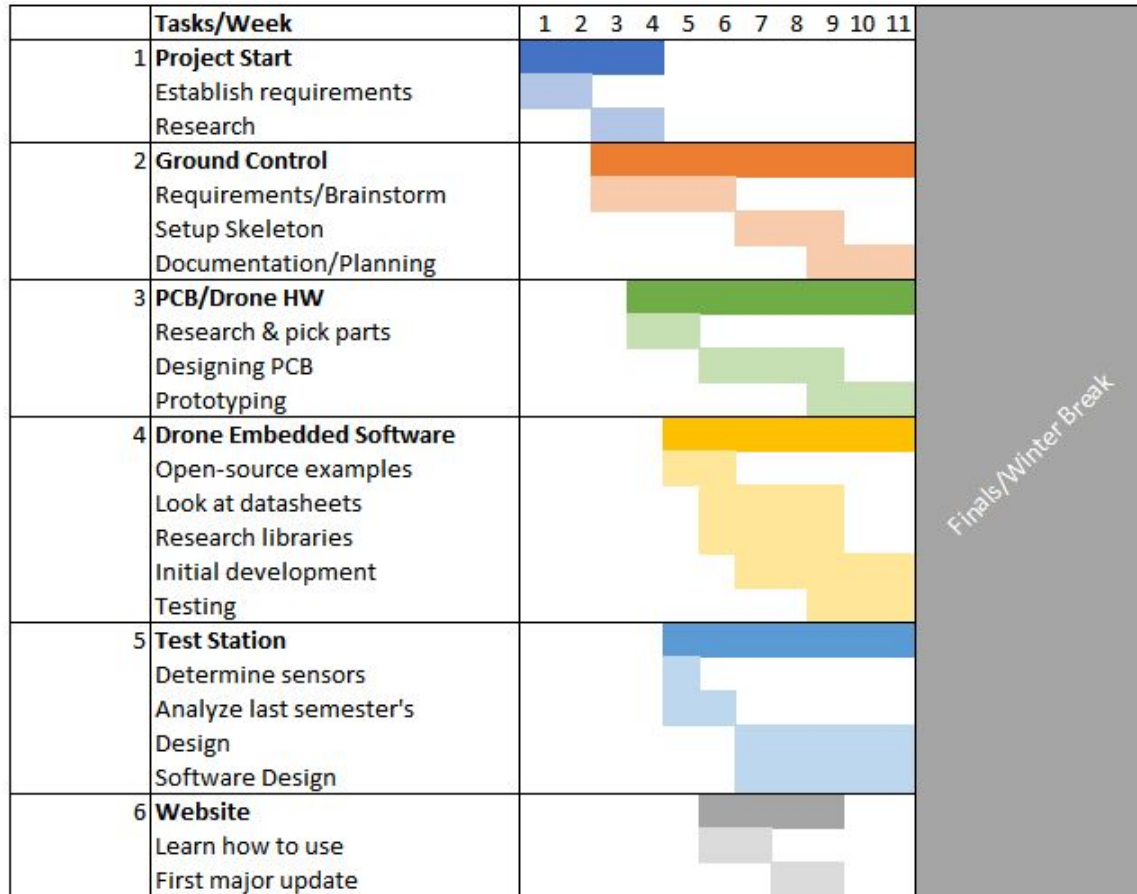 Tasks/Week 1 2 3 4 5 6 7 8 9 10 11
1 Project Start
Establish requirements
Research
2 Ground Control
Requirements/Brainstorm
Setup Skeleton
Documentation/Planning
3 PCB/Drone HW
Research & pick parts
Designing PCB
Prototyping
4 Drone Embedded Software
Open-source examples
Look at datasheets
Research libraries
Initial development
Testing
5 Test Station
Determine sensors
Analyze last semester's
Design
Software Design
6 Website
Learn how to use
First major update
Finals/Winter Break